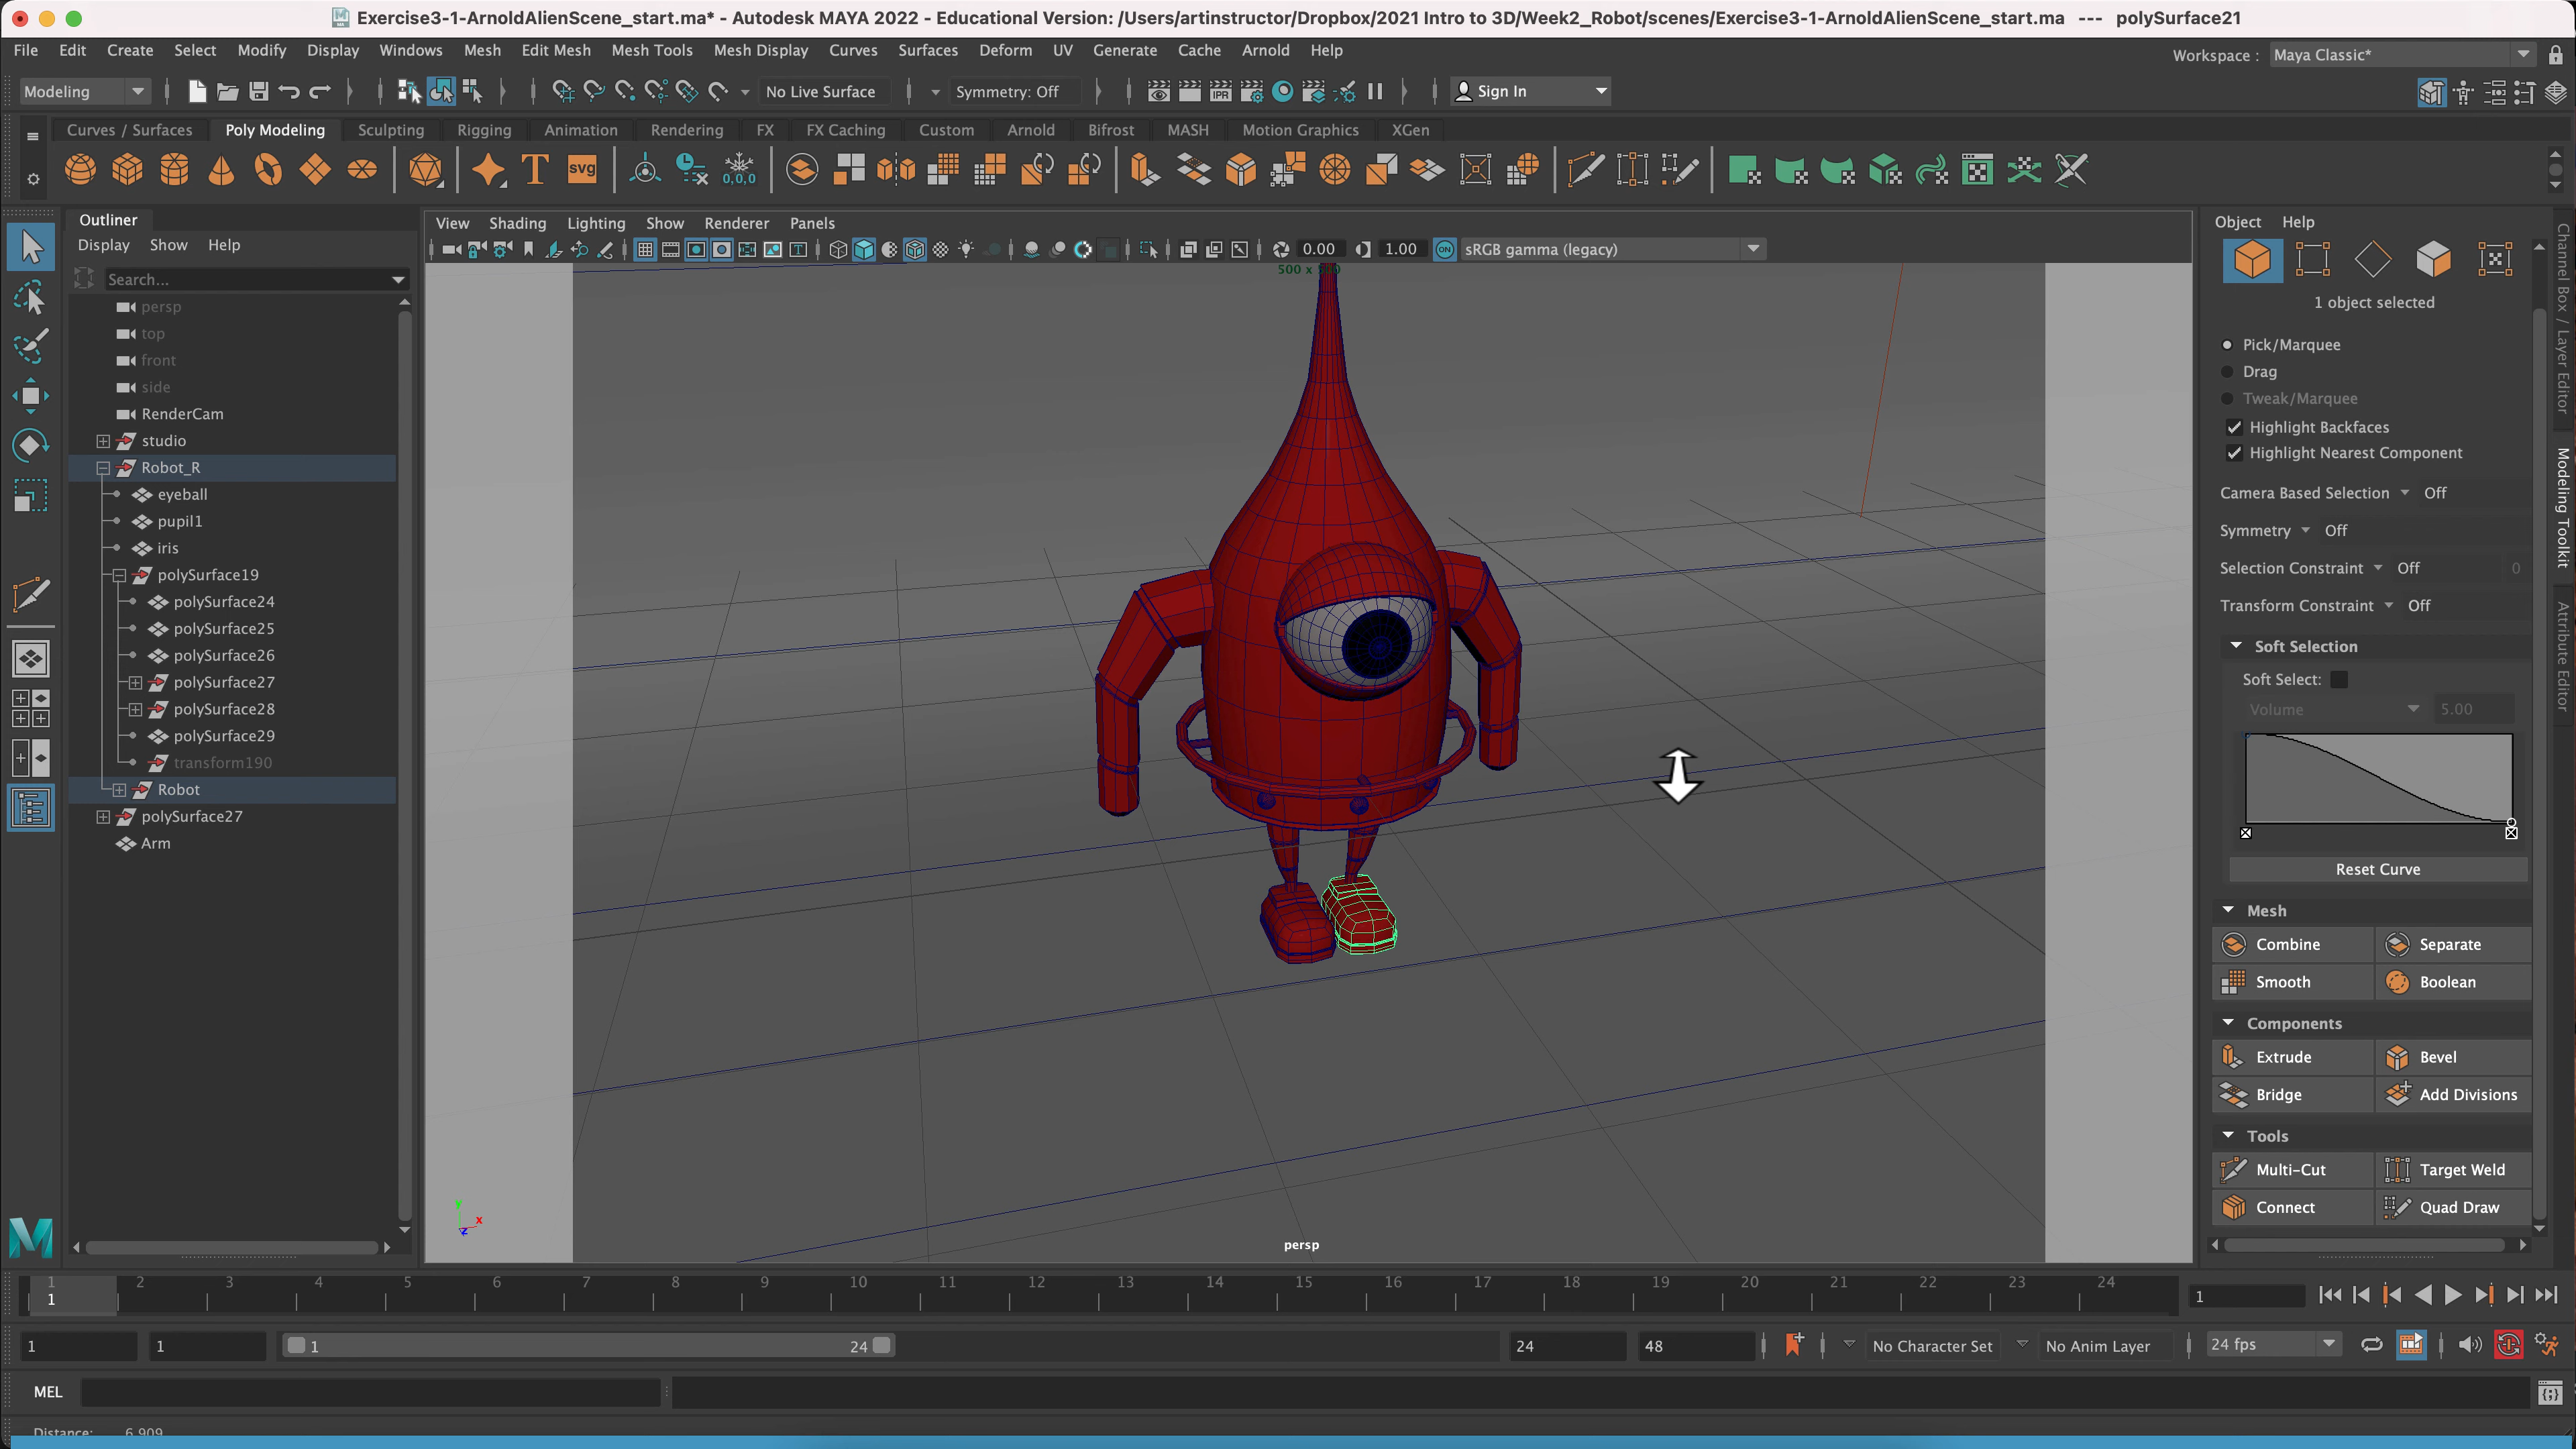 Exercise3-1-ArnoldAlienScene_start.ma* - Autodesk MAYA 2022 - Educational Version: /Users/artinstructor/Dropbox/2021 Intro to 3D/Week2_Robot/scenes/Exercise3-1-ArnoldAlienScene_start.ma --- polySurface21
File Edit Create Select Modify Display Windows Mesh Edit Mesh Mesh Tools Mesh Display Curves Surfaces Deform UV Generate Cache Arnold Help
Workspace : Maya Classic*
Modeling No Live Surface Symmetry: Off IPR Sign In
Curves / Surfaces Poly Modeling Sculpting Rigging Animation Rendering FX FX Caching Custom Arnold Bifrost MASH Motion Graphics XGen
T svg 0,0,0
Outliner
Display Show Help
Search...
persp
top
front
side
RenderCam
studio
Robot_R
eyeball
pupil1
iris
polySurface19
polySurface24
polySurface25
polySurface26
polySurface27
polySurface28
polySurface29
transform190
Robot
polySurface27
Arm
View Shading Lighting Show Renderer Panels
0.00 1.00 ON sRGB gamma (legacy)
500 x
y
x
z
persp
Object Help
1 object selected
Pick/Marquee
Drag
Tweak/Marquee
Highlight Backfaces
Highlight Nearest Component
Camera Based Selection Off
Symmetry Off
Selection Constraint Off 0
Transform Constraint Off
Soft Selection
Soft Select:
Volume 5.00
Reset Curve
Mesh
Combine Separate
Smooth Boolean
Components
Extrude Bevel
Bridge Add Divisions
Tools
Multi-Cut Target Weld
Connect Quad Draw
Channel Box / Layer Editor
Modeling Toolkit
Attribute Editor
M
1 2 3 4 5 6 7 8 9 10 11 12 13 14 15 16 17 18 19 20 21 22 23 24
1 1
1 1 1 24 24 48 No Character Set No Anim Layer 24 fps
MEL
Distance: 6.909